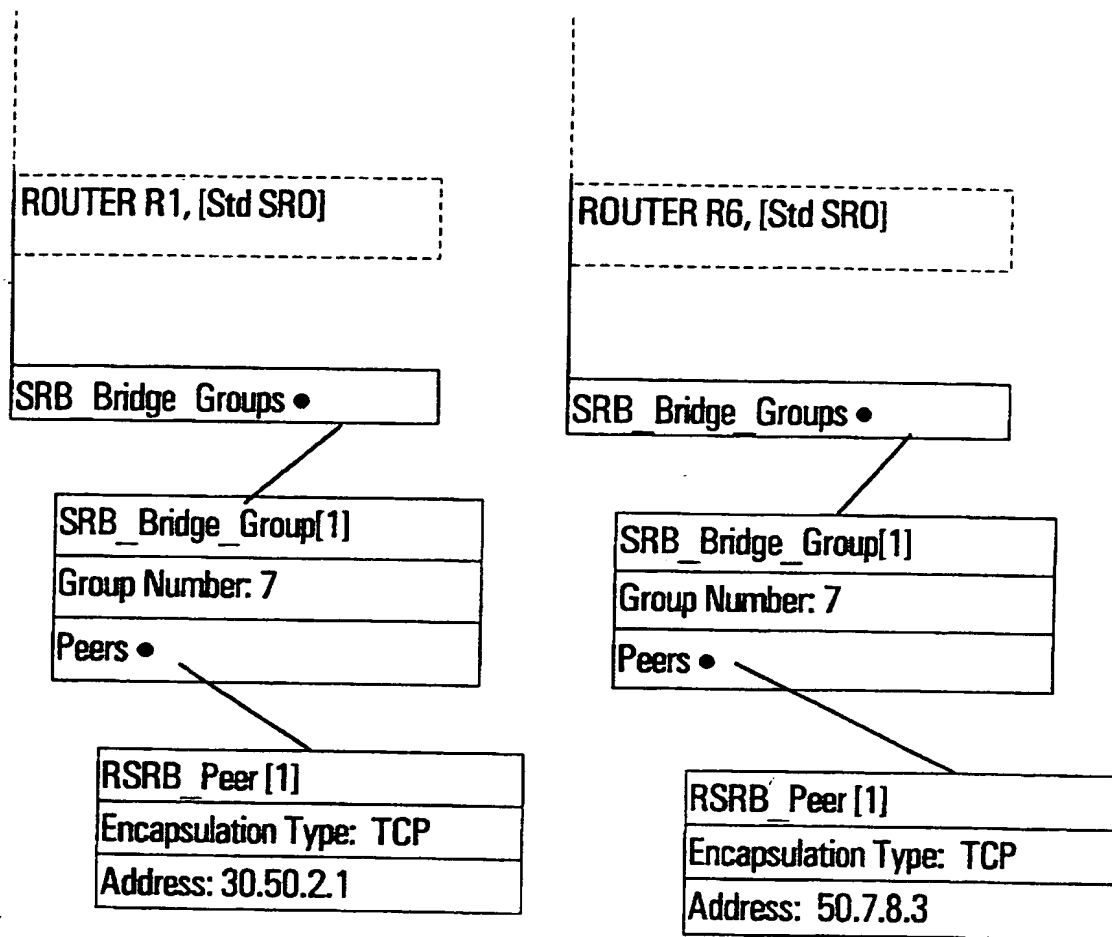 ROUTER R1, [Std SRO]
SRB_Bridge_Groups •
SRB_Bridge_Group[1]
Group Number: 7
Peers •
RSRB_Peer [1]
Encapsulation Type: TCP
Address: 30.50.2.1
ROUTER R6, [Std SRO]
SRB_Bridge_Groups •
SRB_Bridge_Group[1]
Group Number: 7
Peers •
RSRB_Peer [1]
Encapsulation Type: TCP
Address: 50.7.8.3